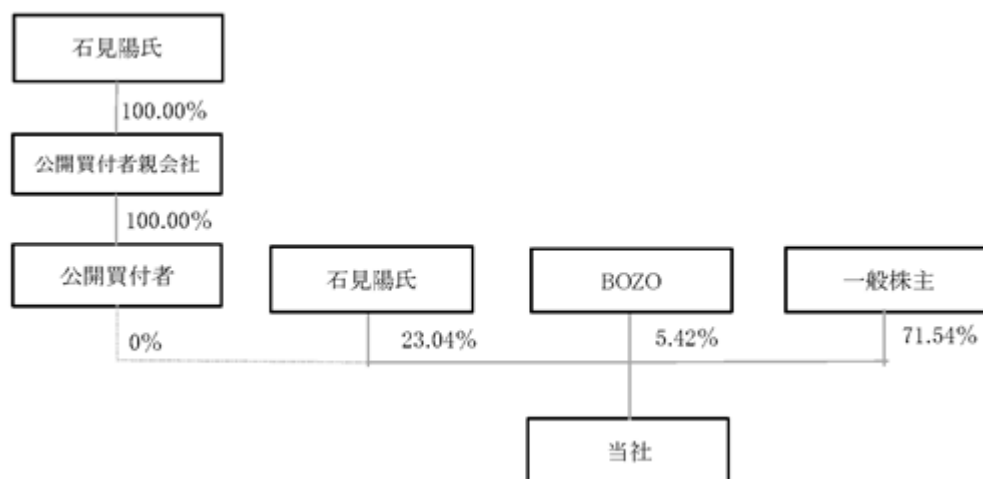 石見陽氏
100.00%
公開買付者親会社
100.00%
公開買付者
石見陽氏
BOZO
一般株主
0%
23.04%
5.42%
71.54%
当社